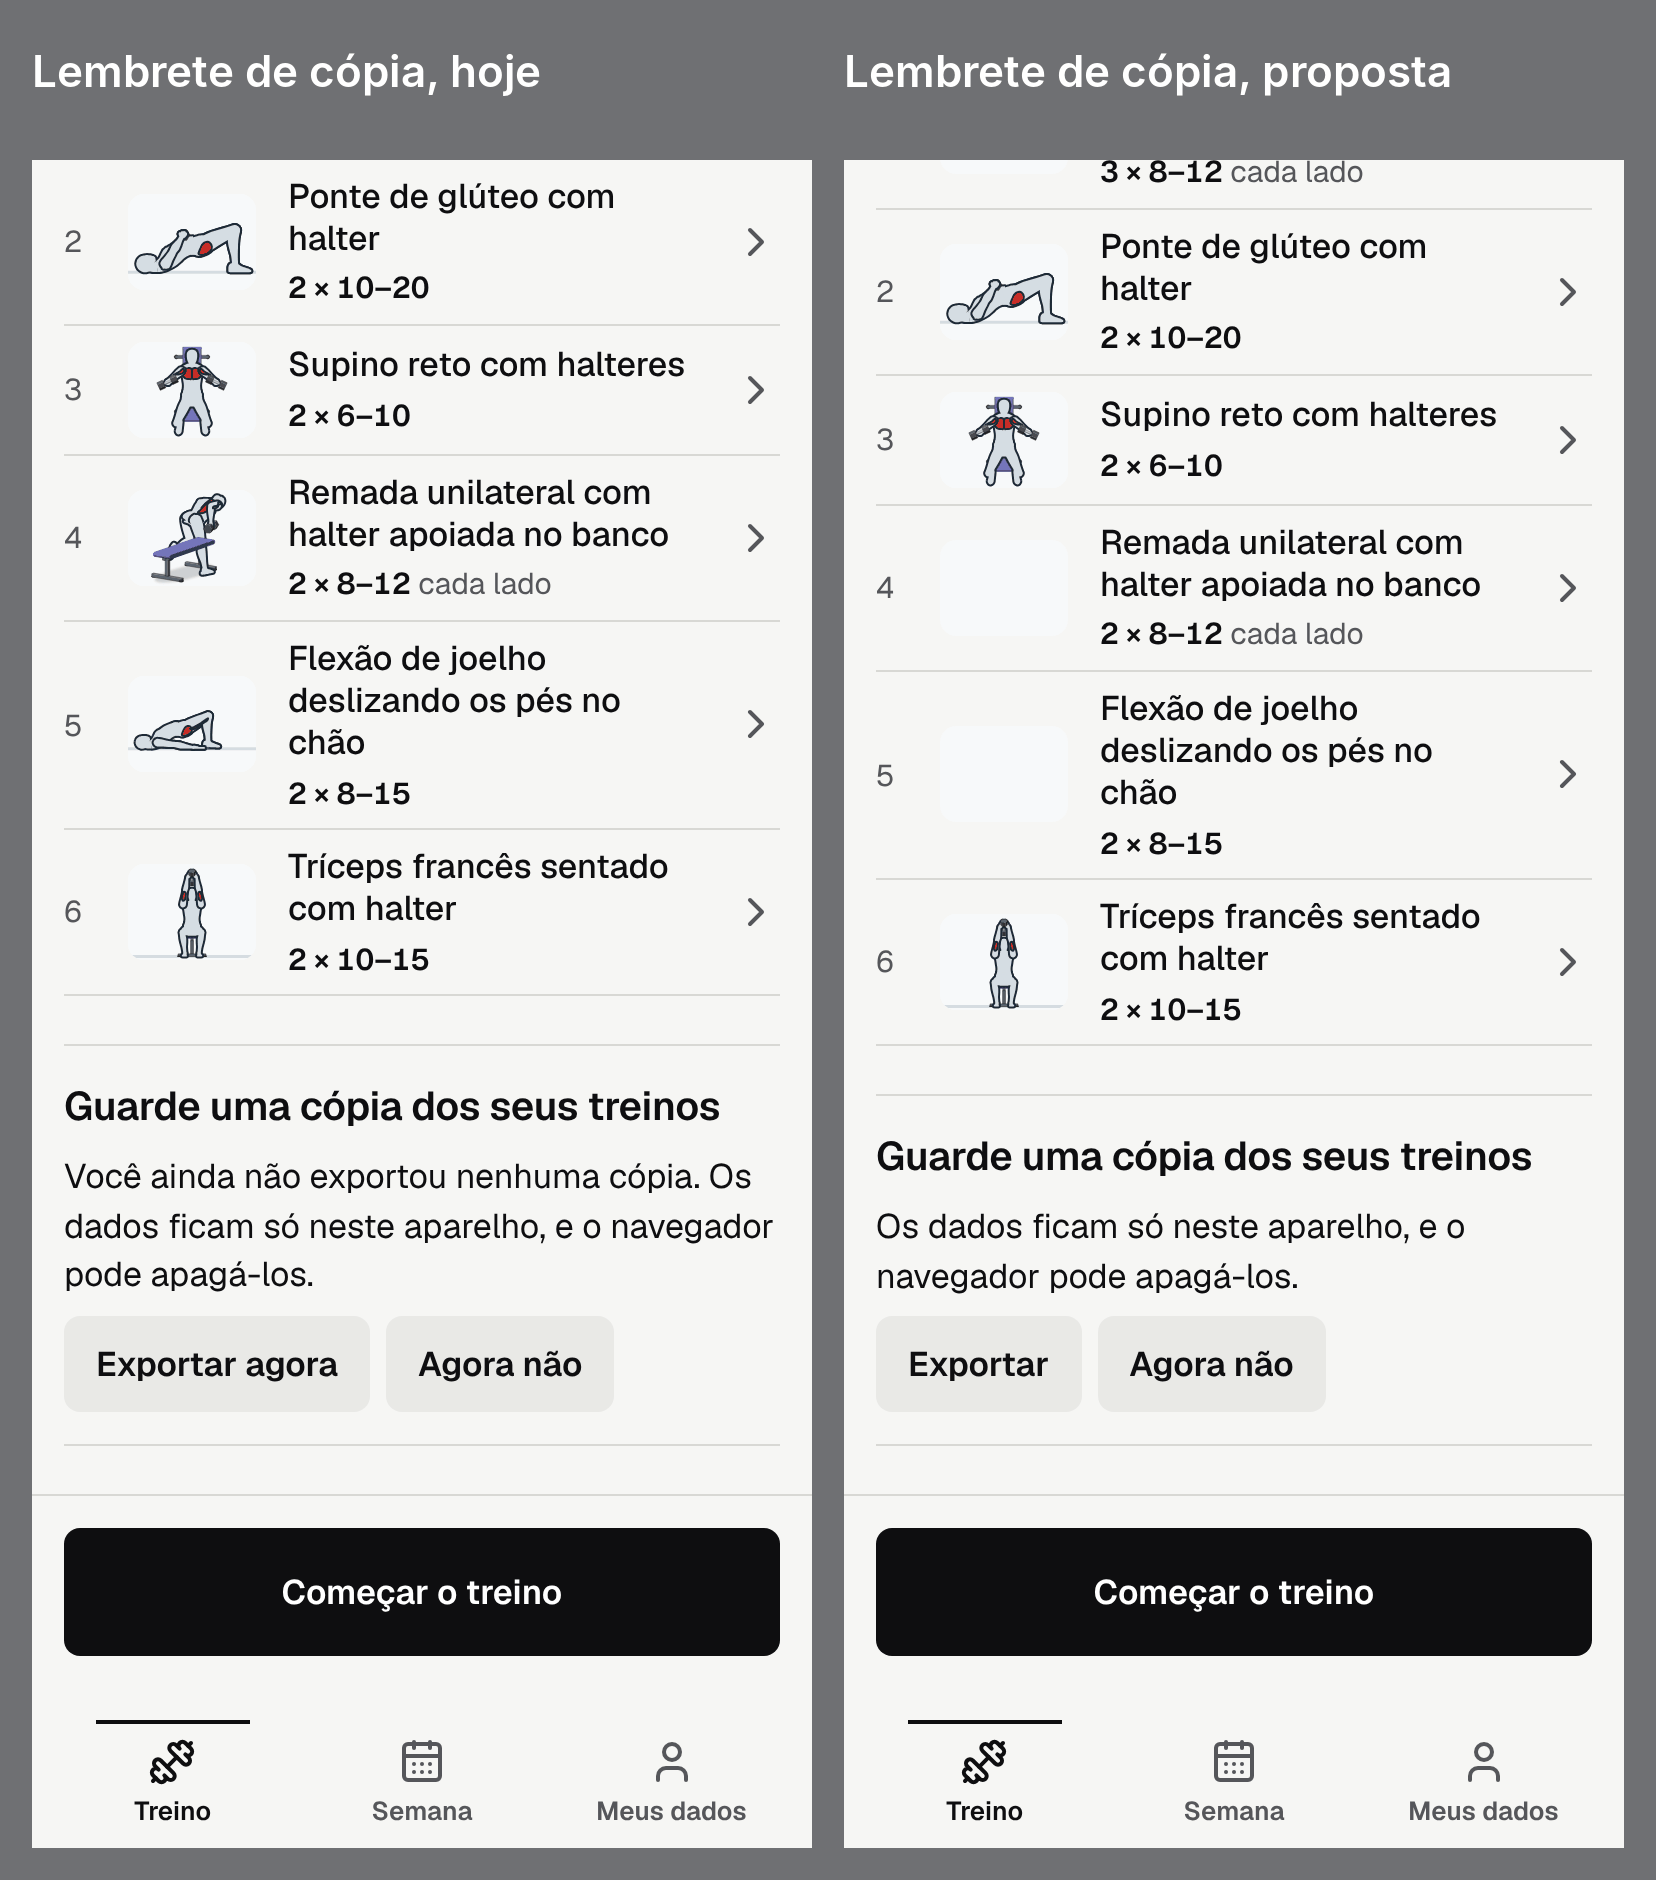 Lembrete de cópia, hoje
2
Ponte de glúteo com
halter
2 × 10–20
3
Supino reto com halteres
2 × 6–10
4
Remada unilateral com
halter apoiada no banco
2 × 8–12 cada lado
5
Flexão de joelho
deslizando os pés no
chão
2 × 8–15
6
Tríceps francês sentado
com halter
2 × 10–15
Guarde uma cópia dos seus treinos
Você ainda não exportou nenhuma cópia. Os
dados ficam só neste aparelho, e o navegador
pode apagá-los.
Exportar agora
Agora não
Começar o treino
Treino
Semana
Meus dados
Lembrete de cópia, proposta
3 × 8–12 cada lado
2
Ponte de glúteo com
halter
2 × 10–20
3
Supino reto com halteres
2 × 6–10
4
Remada unilateral com
halter apoiada no banco
2 × 8–12 cada lado
5
Flexão de joelho
deslizando os pés no
chão
2 × 8–15
6
Tríceps francês sentado
com halter
2 × 10–15
Guarde uma cópia dos seus treinos
Os dados ficam só neste aparelho, e o
navegador pode apagá-los.
Exportar
Agora não
Começar o treino
Treino
Semana
Meus dados